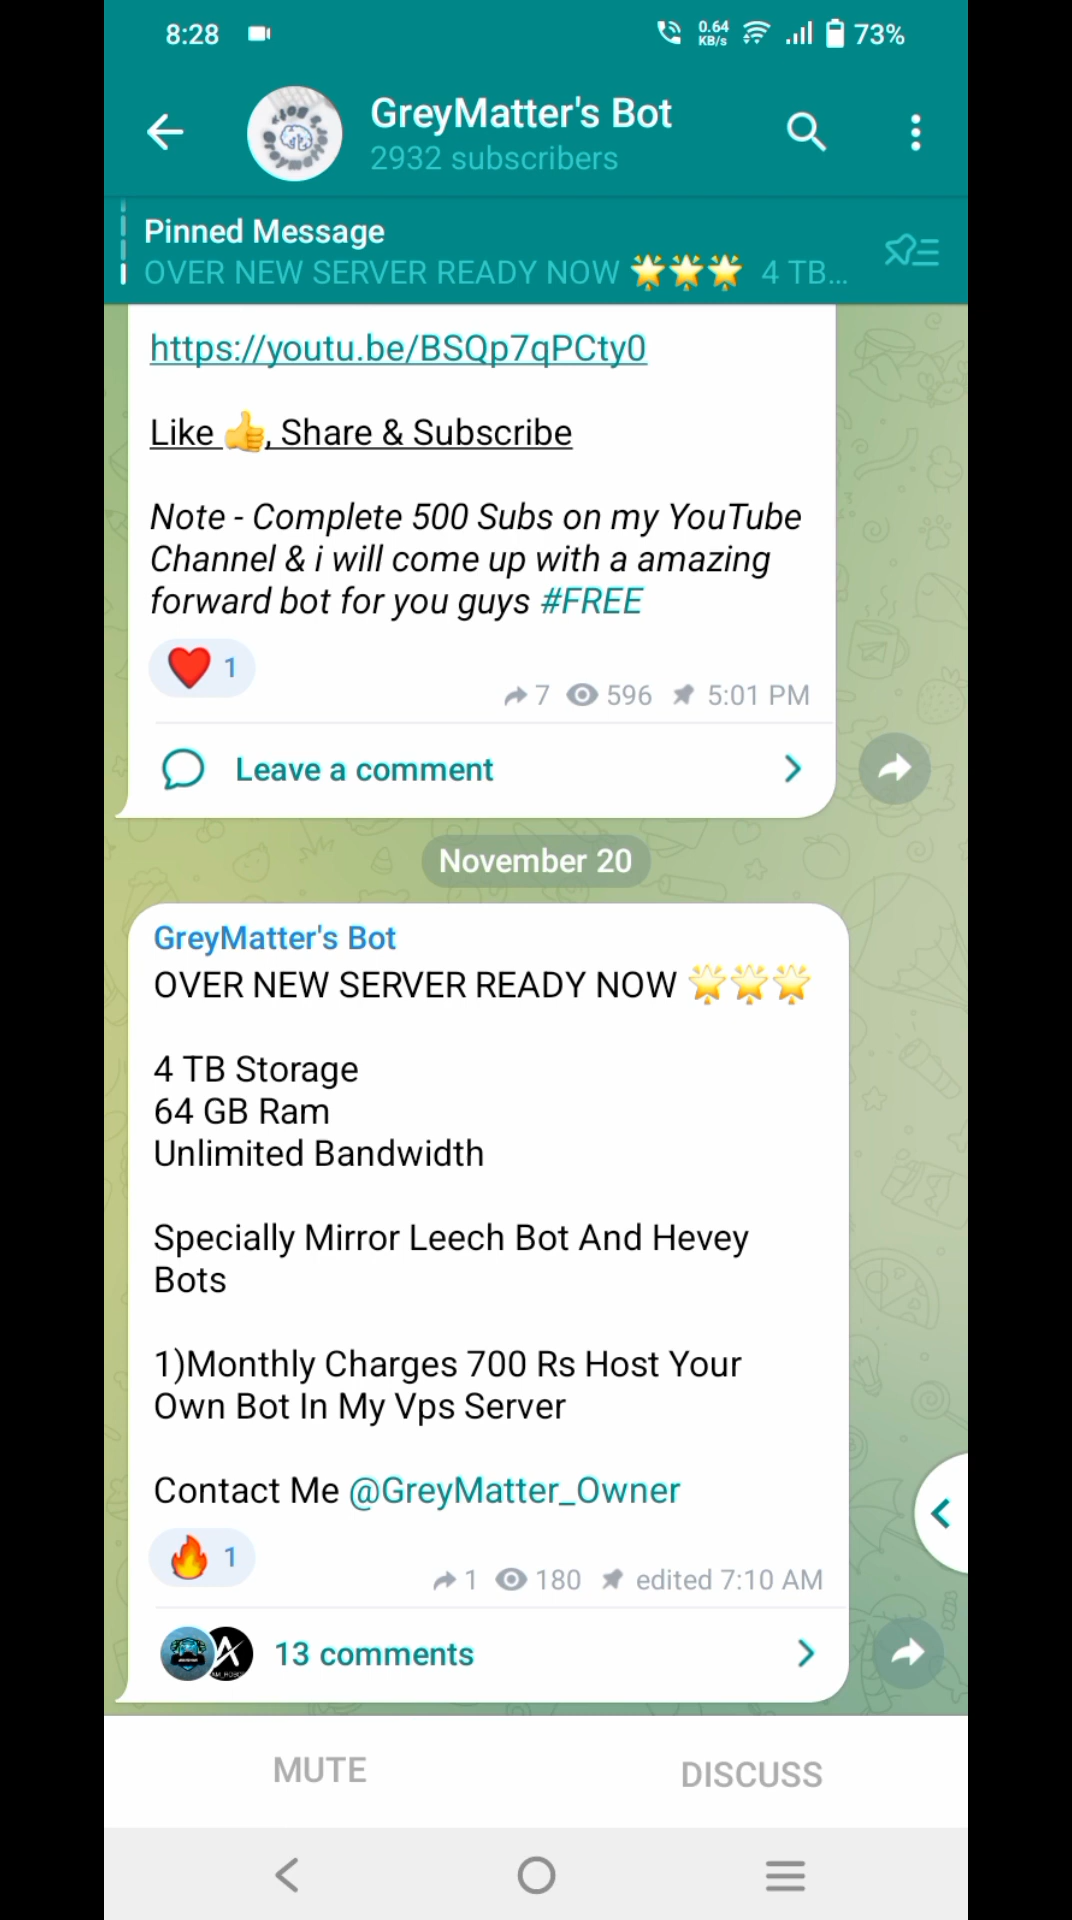 8:28
0.64
KB/s
73%
GreyMatter's Bot
2932 subscribers
Pinned Message
OVER NEW SERVER READY NOW 🌟🌟🌟 4 TB...
https://youtu.be/BSQp7qPCty0
Like 👍, Share & Subscribe
Note - Complete 500 Subs on my YouTube
Channel & i will come up with a amazing
forward bot for you guys #FREE
❤️ 1
7 596 5:01 PM
Leave a comment
November 20
GreyMatter's Bot
OVER NEW SERVER READY NOW 🌟🌟🌟
4 TB Storage
64 GB Ram
Unlimited Bandwidth
Specially Mirror Leech Bot And Hevey
Bots
1)Monthly Charges 700 Rs Host Your
Own Bot In My Vps Server
Contact Me @GreyMatter_Owner
🔥 1
1 180 edited 7:10 AM
13 comments
MUTE
DISCUSS